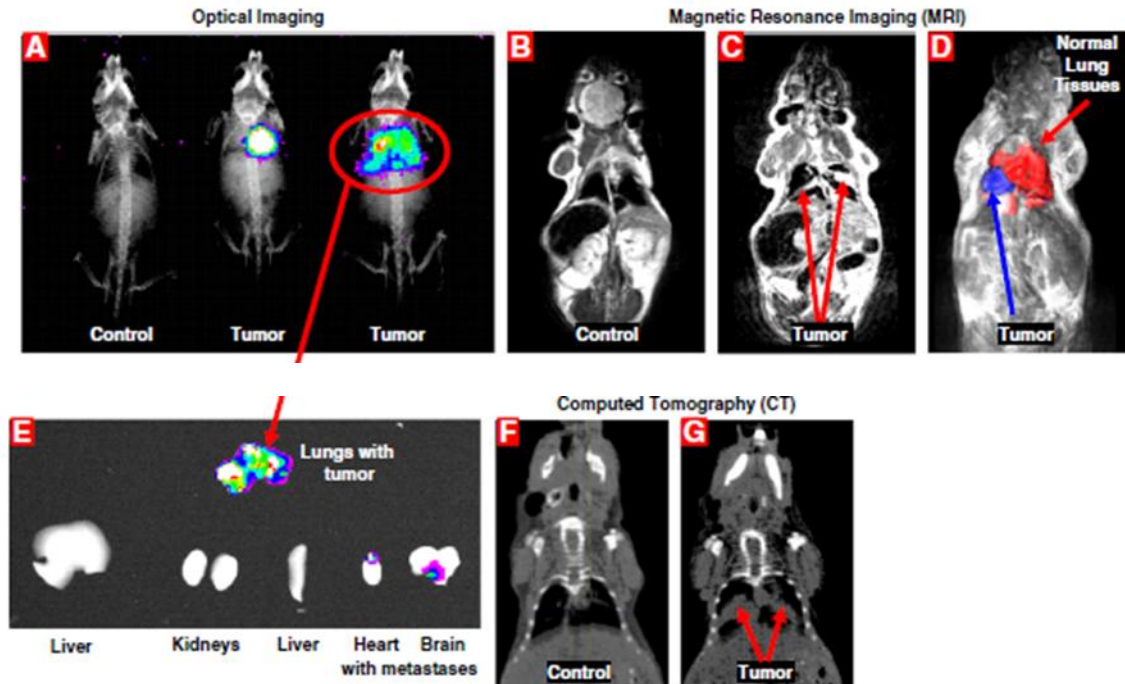 Optical Imaging
Magnetic Resonance Imaging (MRI)
A
B
C
D
Normal
Lung
Tissues
Control
Tumor
Tumor
Control
Tumor
Tumor
E
Lungs with
tumor
Liver
Kidneys
Liver
Heart
Brain
with metastases
Computed Tomography (CT)
F
G
Control
Tumor